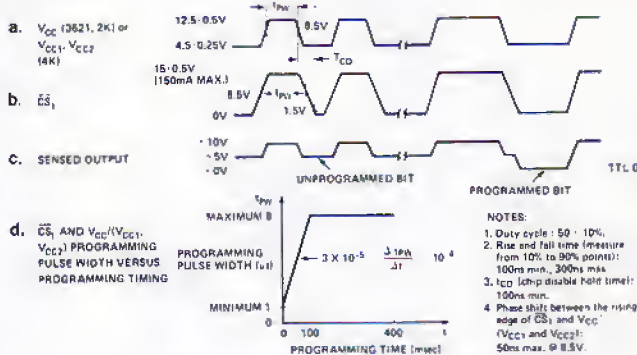 a. VCC (3621, 2K) or
VCC1, VCC2
(4K)
12.5 · 0.5V
4.5 · 0.25V
tPW
8.5V
TCD
b. CS1
15 · 0.5V
(150mA MAX.)
8.5V
tPW
1.5V
0V
c. SENSED OUTPUT
· 10V
· 5V
· 0V
UNPROGRAMMED BIT
PROGRAMMED BIT
TTL 0
d. CS1 AND VCC/(VCC1,
VCC2) PROGRAMMING
PULSE WIDTH VERSUS
PROGRAMMING TIMING
tPW
MAXIMUM 8
PROGRAMMING
PULSE WIDTH (µs)
MINIMUM 1
0
3 X 10-5
ΔtPW
Δt
10-4
0 100 400 t
PROGRAMMING TIME (msec)
NOTES:
1. Duty cycle : 50 · 10%.
2. Rise and fall time (measure
from 10% to 90% points):
100ns min., 300ns max
3. tCD (chip disable hold time):
100ns min.
4 Phase shift between the rising
edge of CS1 and VCC
(VCC1 and VCC2):
50ns max. @ 8.5V.